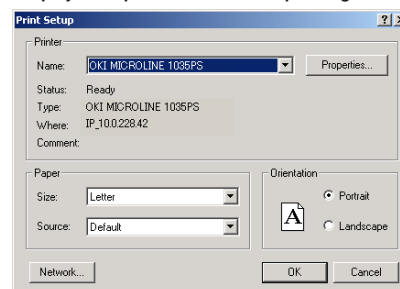 Print Setup
Printer
Name: OKI MICROLINE 1035PS Properties...
Status: Ready
Type: OKI MICROLINE 1035PS
Where: IP_10.0.228.42
Comment:
Paper
Size: Letter
Source: Default
Orientation
A
Portrait
Landscape
Network... OK Cancel